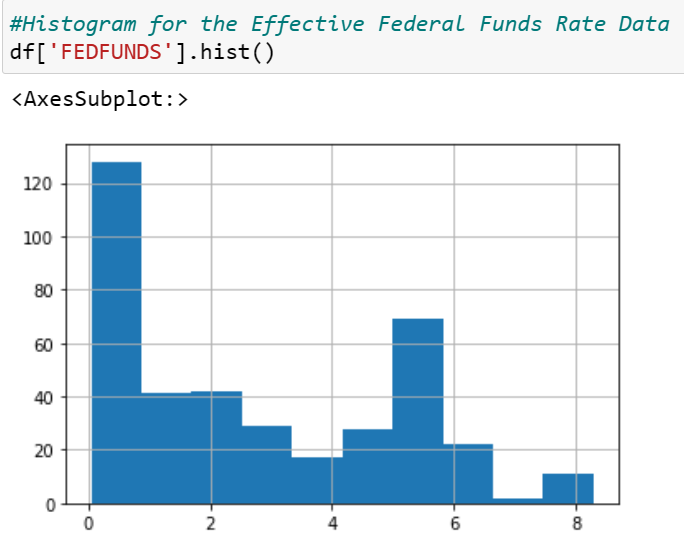 #Histogram for the Effective Federal Funds Rate Data
df['FEDFUNDS'].hist()
<AxesSubplot:>
120
100
80
60
40
20
0
0 2 4 6 8